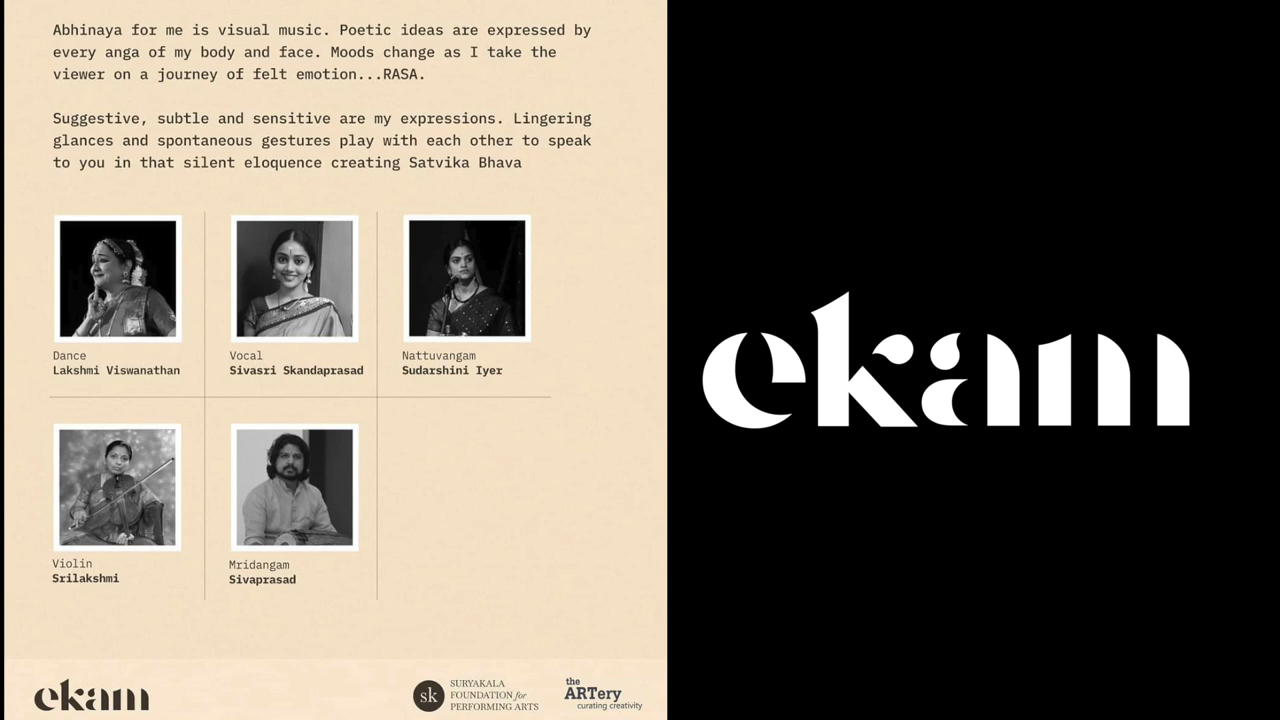 Abhinaya for me is visual music. Poetic ideas are expressed by
every anga of my body and face. Moods change as I take the
viewer on a journey of felt emotion...RASA.
Suggestive, subtle and sensitive are my expressions. Lingering
glances and spontaneous gestures play with each other to speak
to you in that silent eloquence creating Satvika Bhava
Dance
Lakshmi Viswanathan
Vocal
Sivasri Skandaprasad
Nattuvangam
Sudarshini Iyer
Violin
Srilakshmi
Mridangam
Sivaprasad
ekam
sk
SURYAKALA
FOUNDATION for
PERFORMING ARTS
the
ARTery
curating creativity
ekam